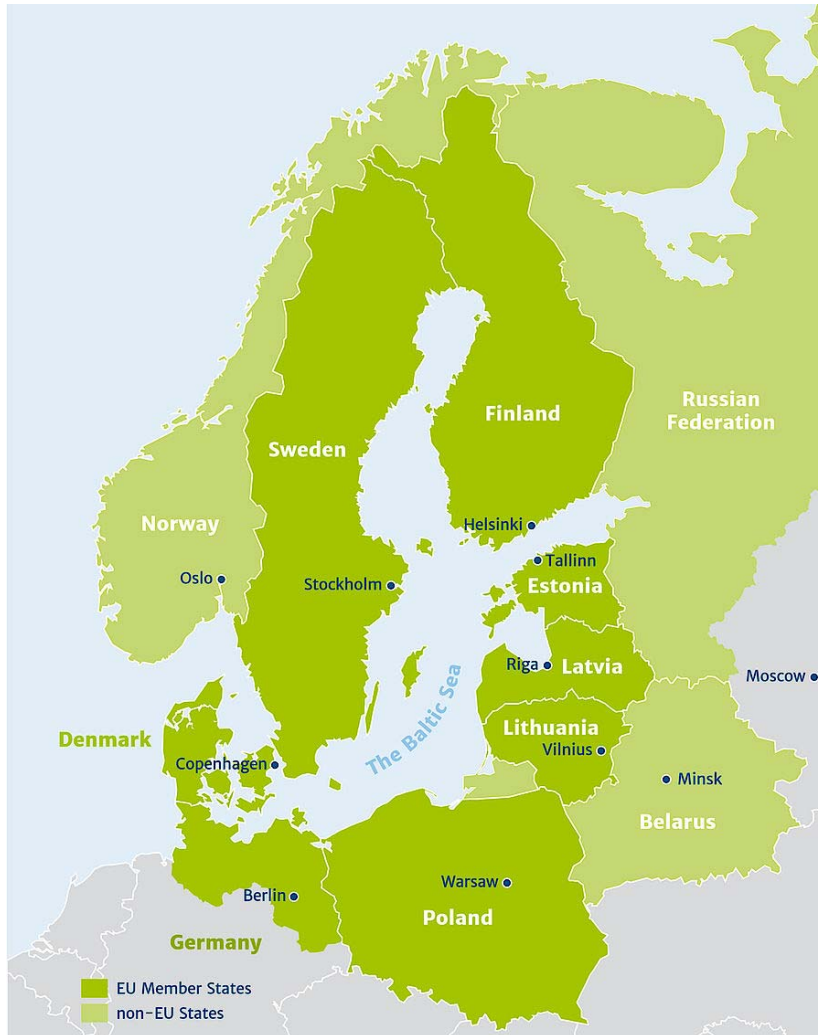 Finland
Russian
Federation
Sweden
Norway
Helsinki
Oslo
Stockholm
Tallinn
Estonia
Riga
Latvia
Moscow
The Baltic Sea
Lithuania
Denmark
Vilnius
Copenhagen
Minsk
Belarus
Warsaw
Berlin
Poland
Germany
EU Member States
non-EU States